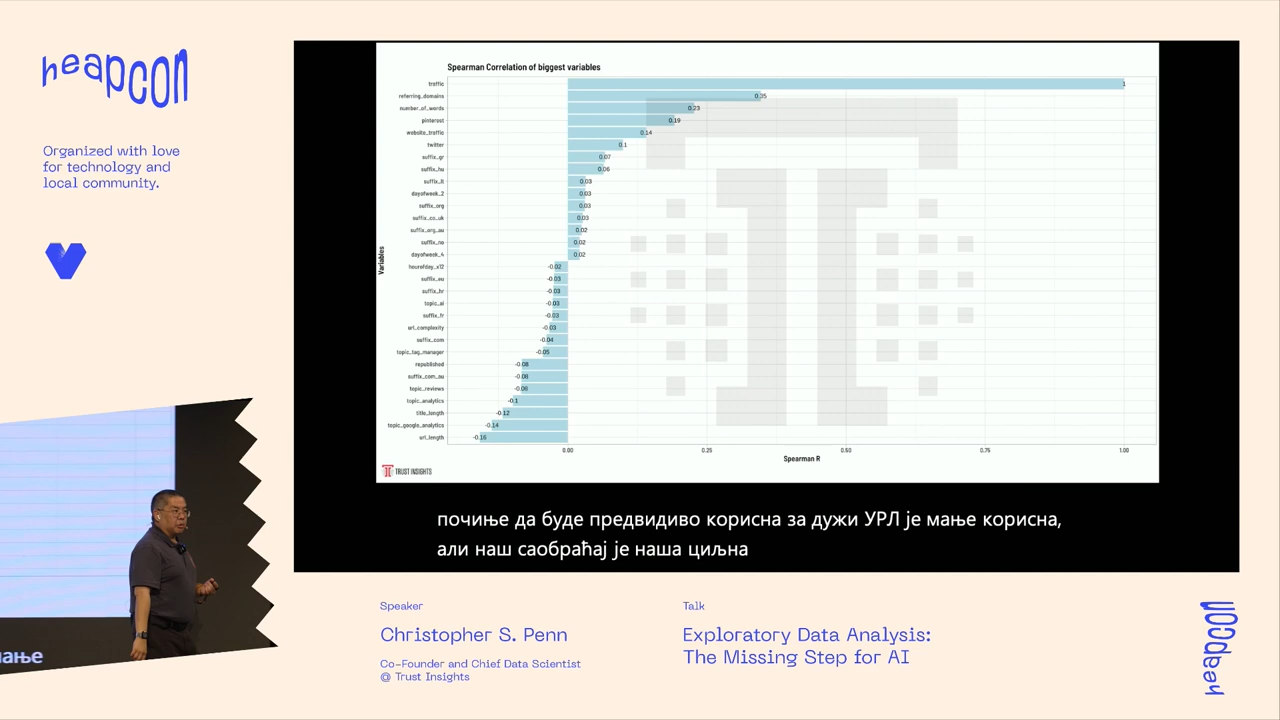 heapcon
Organized with love
for technology and
local community.
Spearman Correlation of biggest variables
Variables
traffic
referring_domains
number_of_words
pinterest
website_traffic
twitter
suffix_gr
suffix_hu
suffix_it
dayofweek_2
suffix_org
suffix_co_uk
suffix_org_au
suffix_no
dayofweek_4
hourofday_x12
suffix_eu
suffix_hr
topic_ai
suffix_fr
url_complexity
suffix_com
topic_tag_manager
republished
suffix_com_au
topic_reviews
topic_analytics
title_length
topic_google_analytics
url_length
1
0.35
0.23
0.19
0.14
0.1
0.07
0.06
0.03
0.03
0.03
0.03
0.02
0.02
0.02
-0.02
-0.03
-0.03
-0.03
-0.03
-0.03
-0.04
-0.05
-0.08
-0.08
-0.08
-0.1
-0.12
-0.14
-0.16
0.00
0.25
0.50
0.75
1.00
Spearman R
TRUST INSIGHTS
почиње да буде предвидиво корисна за дужи УРЛ је мање корисна,
али наш саобраћај је наша циљна
Speaker
Christopher S. Penn
Co-Founder and Chief Data Scientist
@ Trust Insights
Talk
Exploratory Data Analysis:
The Missing Step for AI
heapcon